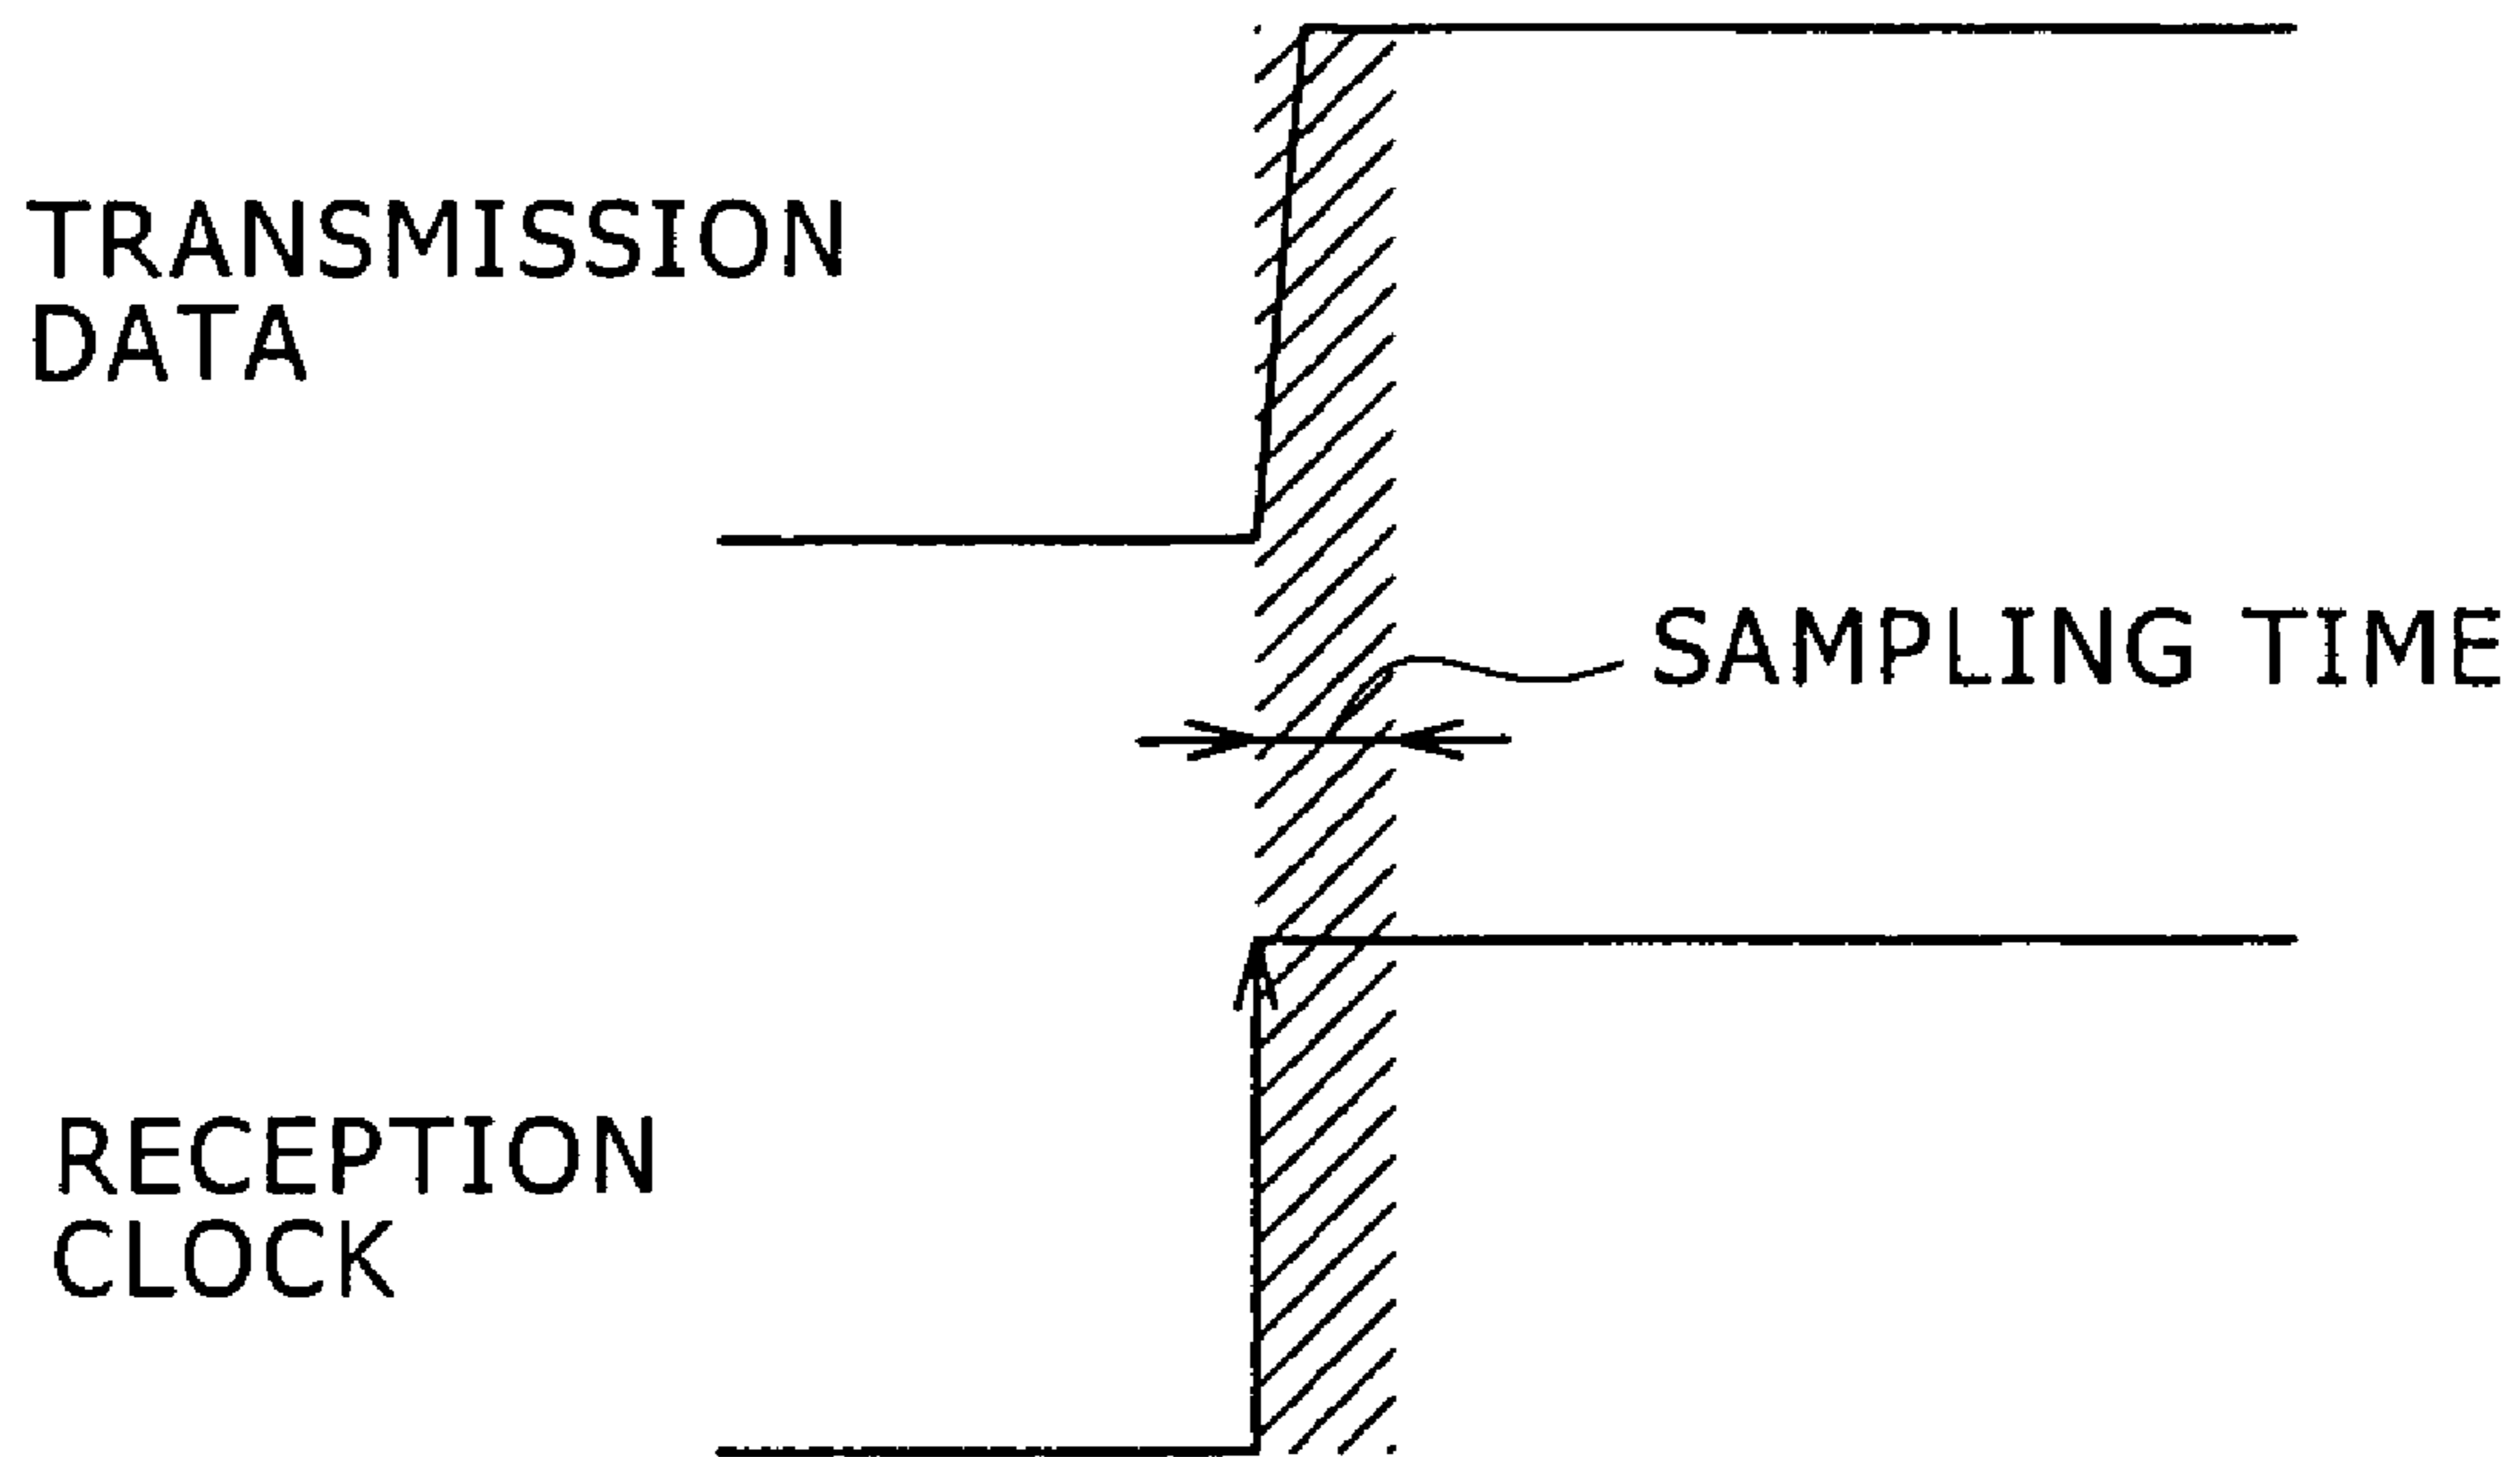 TRANSMISSION
DATA
SAMPLING TIME
RECEPTION
CLOCK